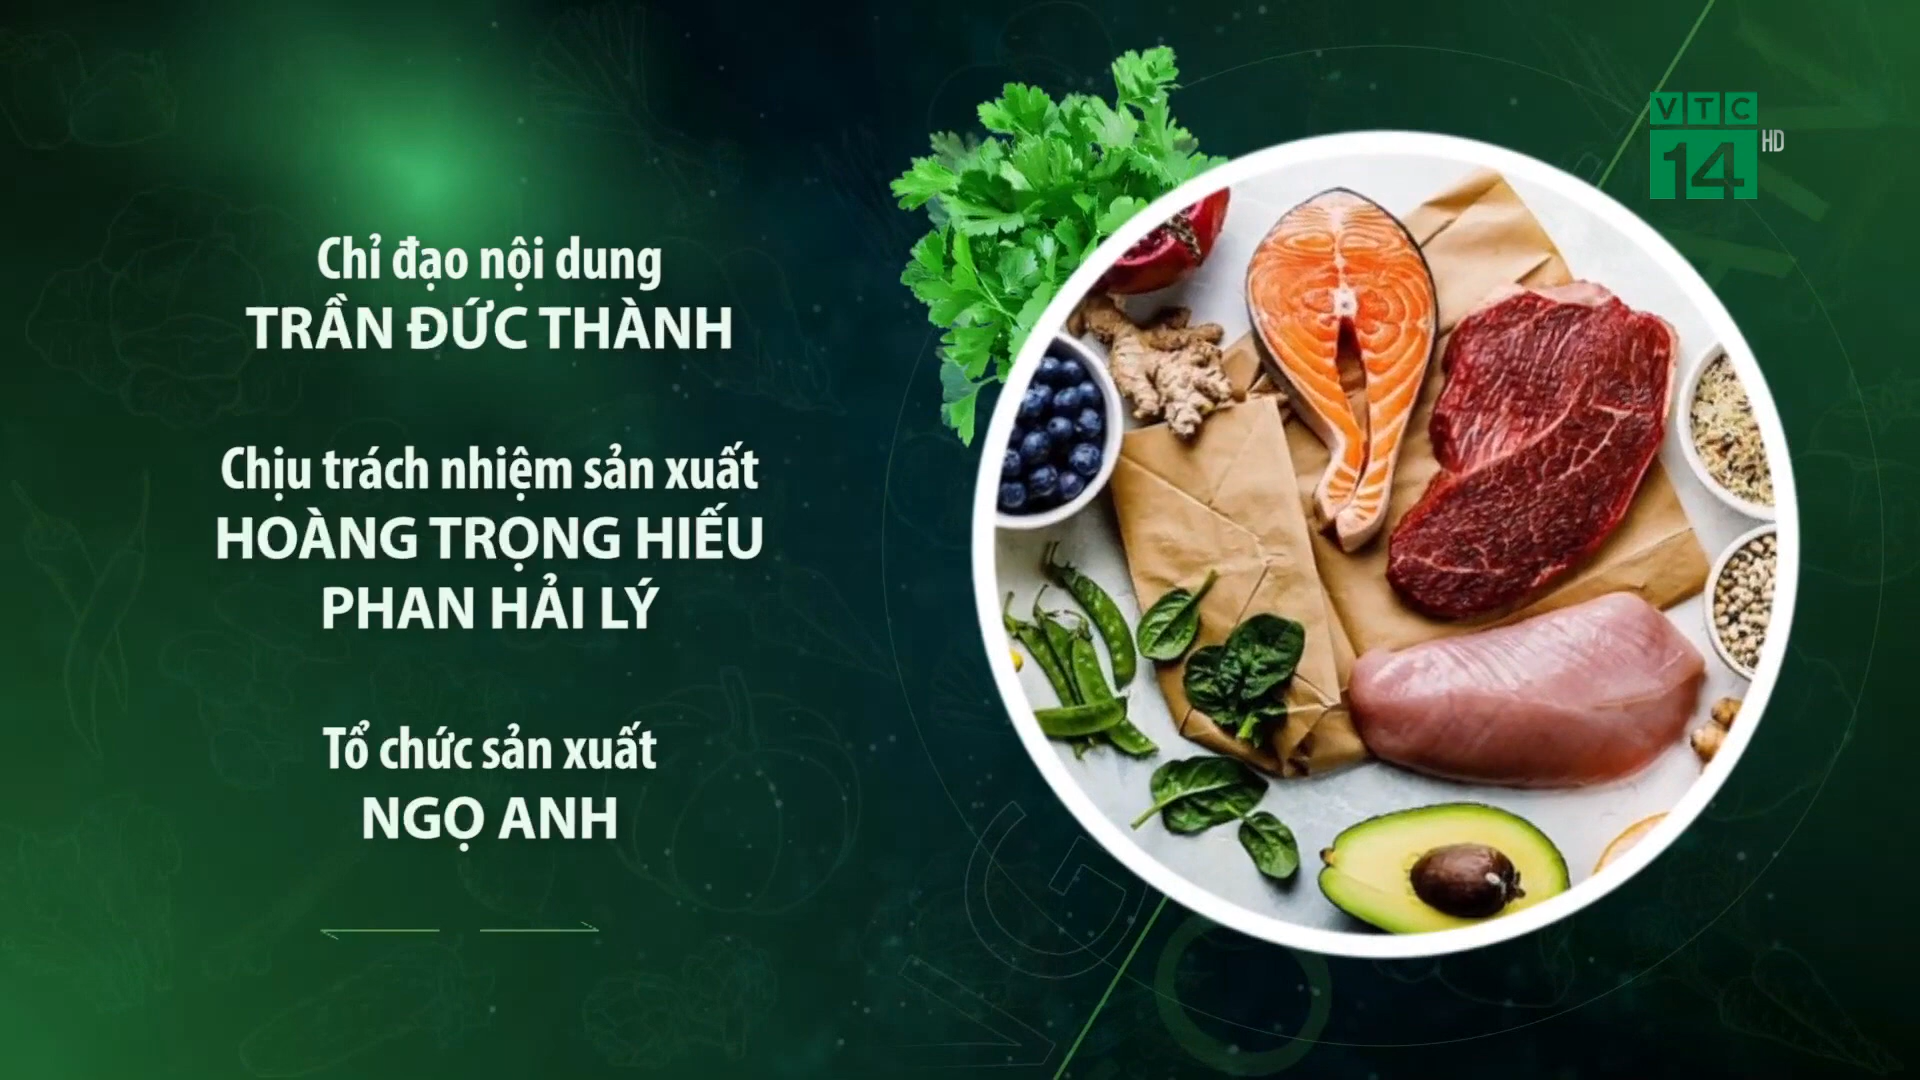 Chỉ đạo nội dung
TRẦN ĐỨC THÀNH
Chịu trách nhiệm sản xuất
HOÀNG TRỌNG HIẾU
PHAN HẢI LÝ
Tổ chức sản xuất
NGỌ ANH
VTC
14 HD